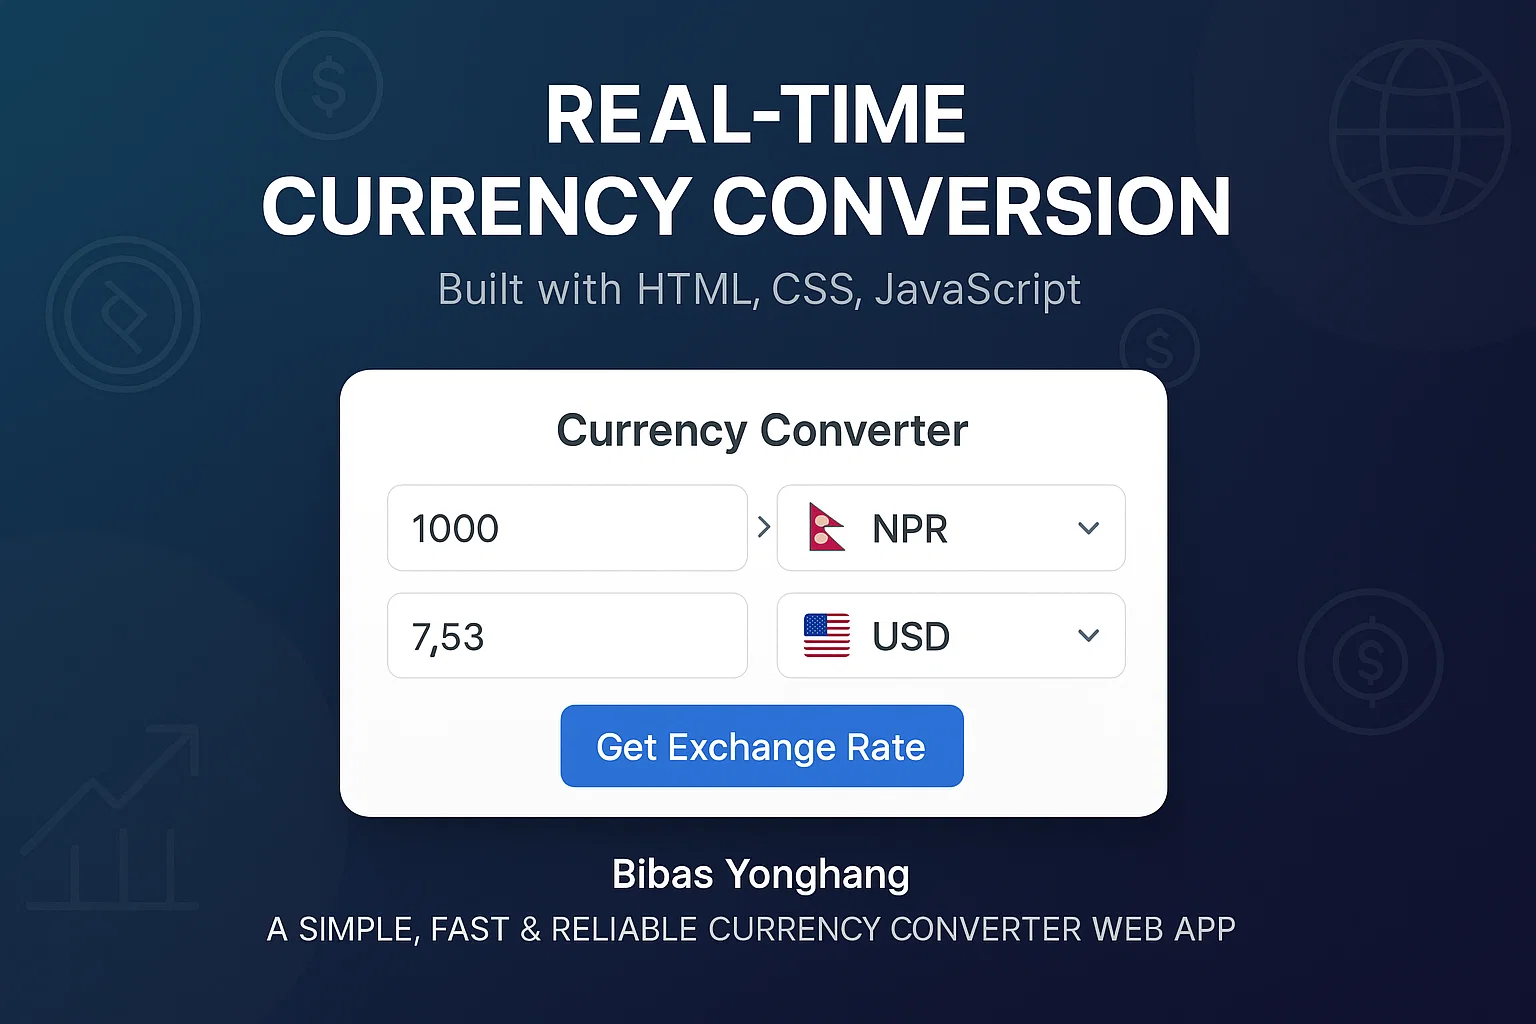 REAL-TIME
CURRENCY CONVERSION
Built with HTML, CSS, JavaScript
Currency Converter
1000 > NPR
7,53 USD
Get Exchange Rate
Bibas Yonghang
A SIMPLE, FAST & RELIABLE CURRENCY CONVERTER WEB APP